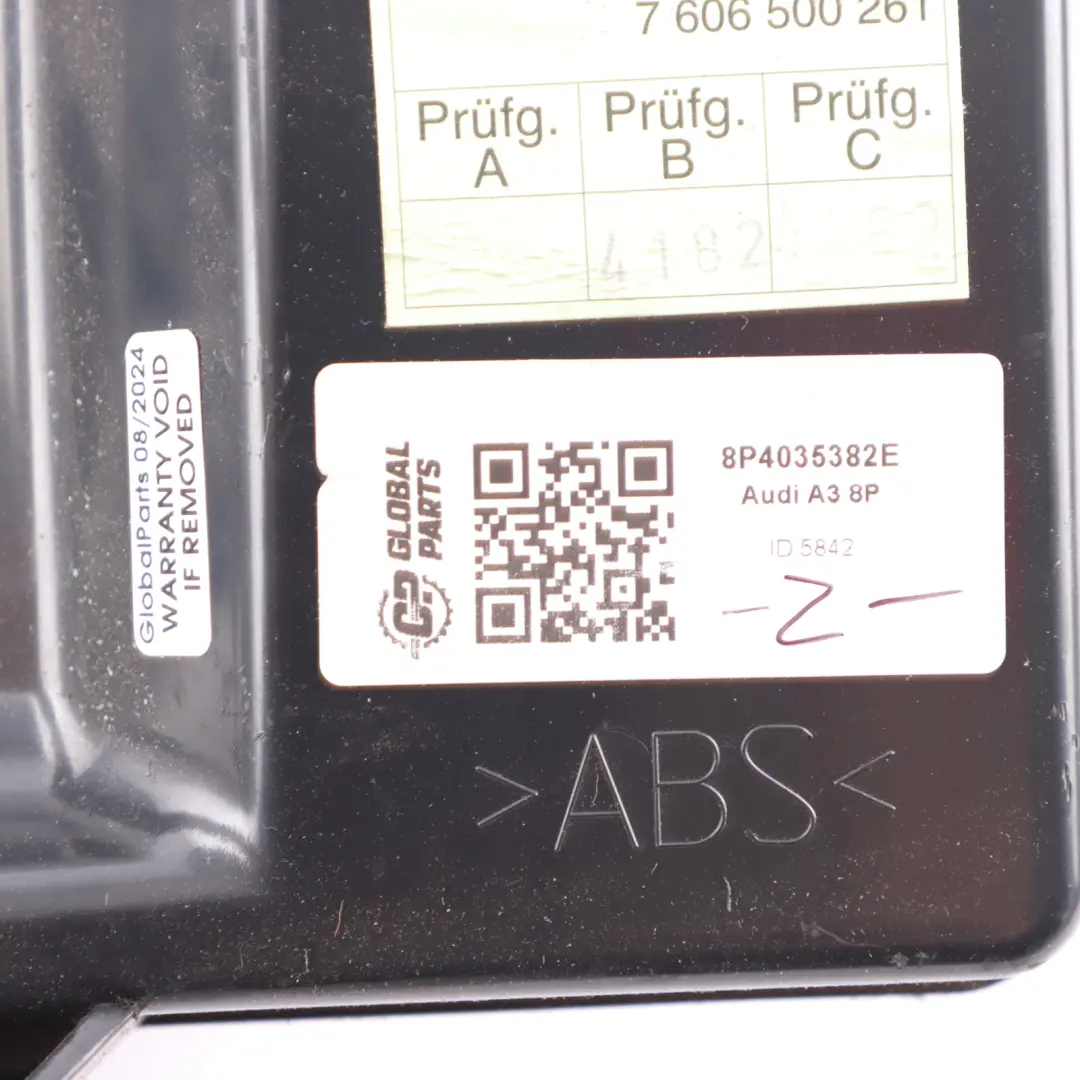 7 606 500 261
Prüfg. A
Prüfg. B
Prüfg. C
4182
GlobalParts 08/2024
WARRANTY VOID
IF REMOVED
GLOBAL
PARTS
8P4035382E
Audi A3 8P
ID 5842
-2-
>ABS<